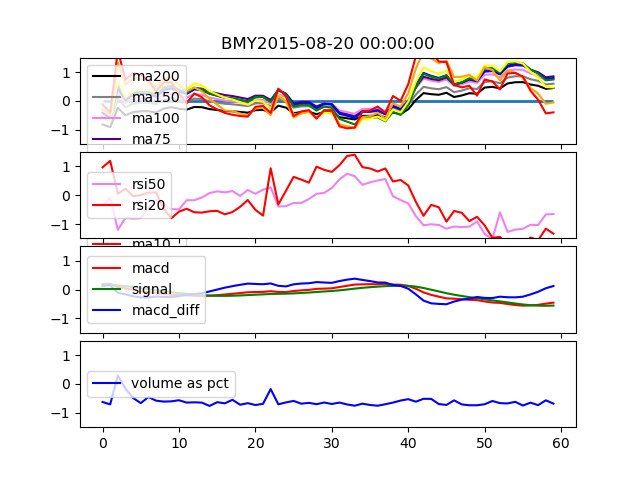 BMY2015-08-20 00:00:00
1
0
−1
ma200
ma150
ma100
ma75
1
0
−1
rsi50
rsi20
ma10
1
0
−1
macd
signal
macd_diff
1
0
−1
volume as pct
0 10 20 30 40 50 60